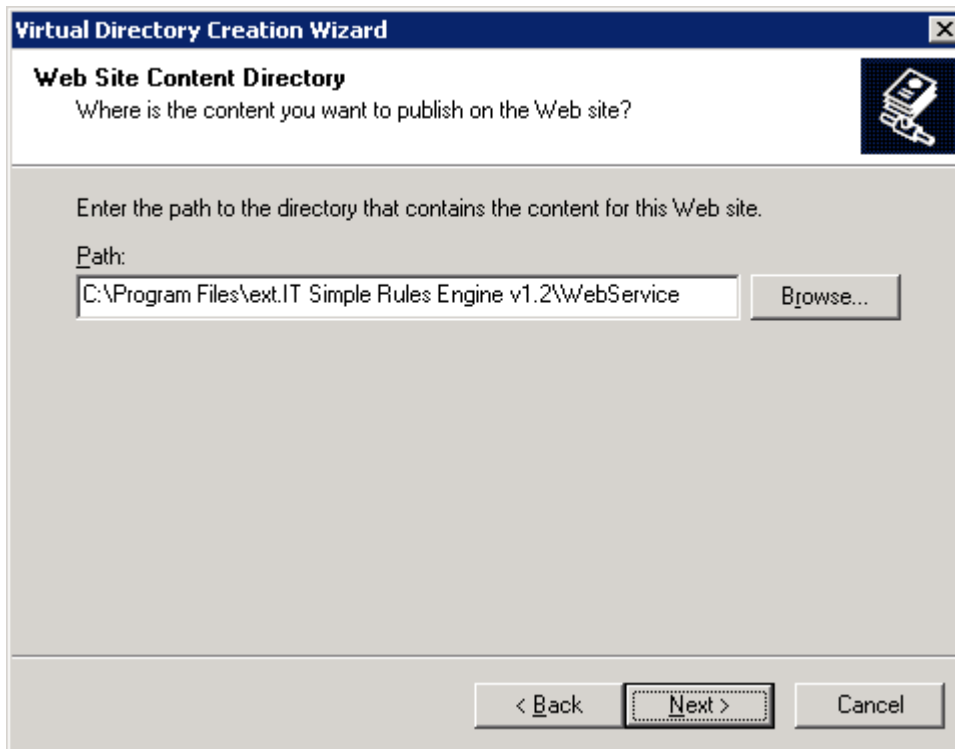 Virtual Directory Creation Wizard
Web Site Content Directory
Where is the content you want to publish on the Web site?
Enter the path to the directory that contains the content for this Web site.
Path:
C:\Program Files\ext.IT Simple Rules Engine v1.2\WebService
Browse...
< Back
Next >
Cancel